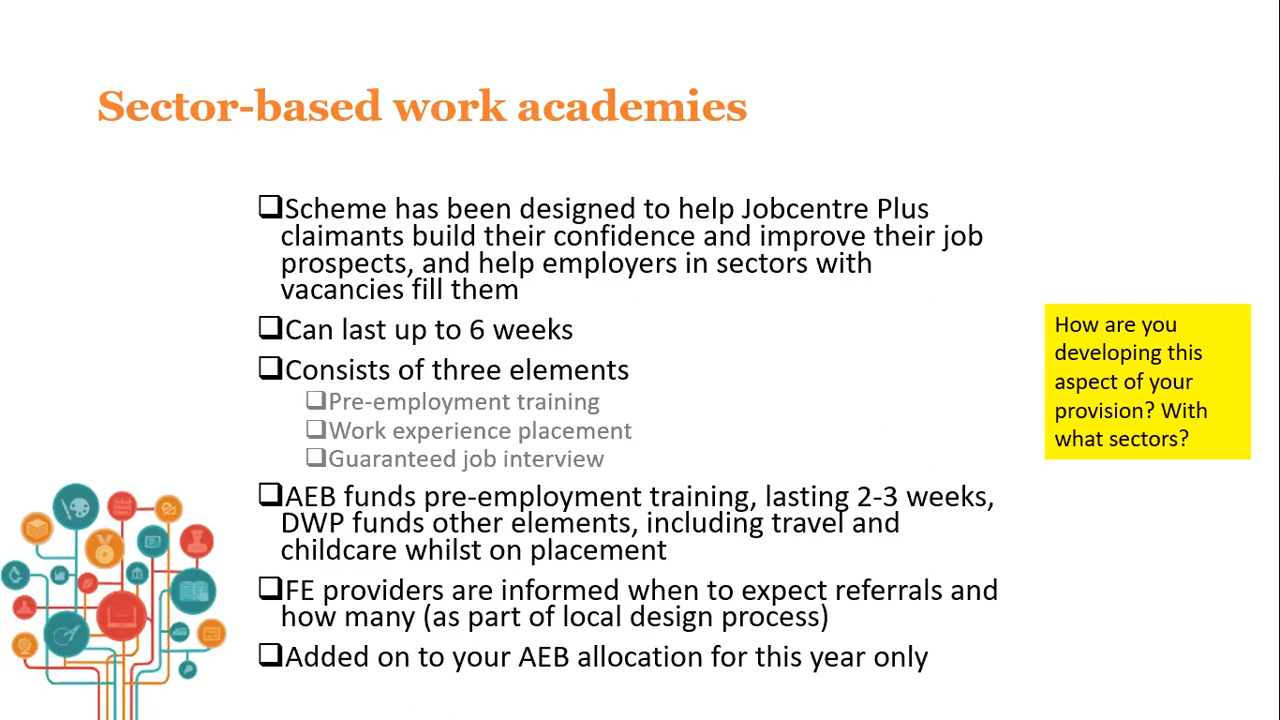 Sector-based work academies
❑Scheme has been designed to help Jobcentre Plus
claimants build their confidence and improve their job
prospects, and help employers in sectors with
vacancies fill them
❑Can last up to 6 weeks
❑Consists of three elements
❑Pre-employment training
❑Work experience placement
❑Guaranteed job interview
❑AEB funds pre-employment training, lasting 2-3 weeks,
DWP funds other elements, including travel and
childcare whilst on placement
❑FE providers are informed when to expect referrals and
how many (as part of local design process)
❑Added on to your AEB allocation for this year only
How are you
developing this
aspect of your
provision? With
what sectors?